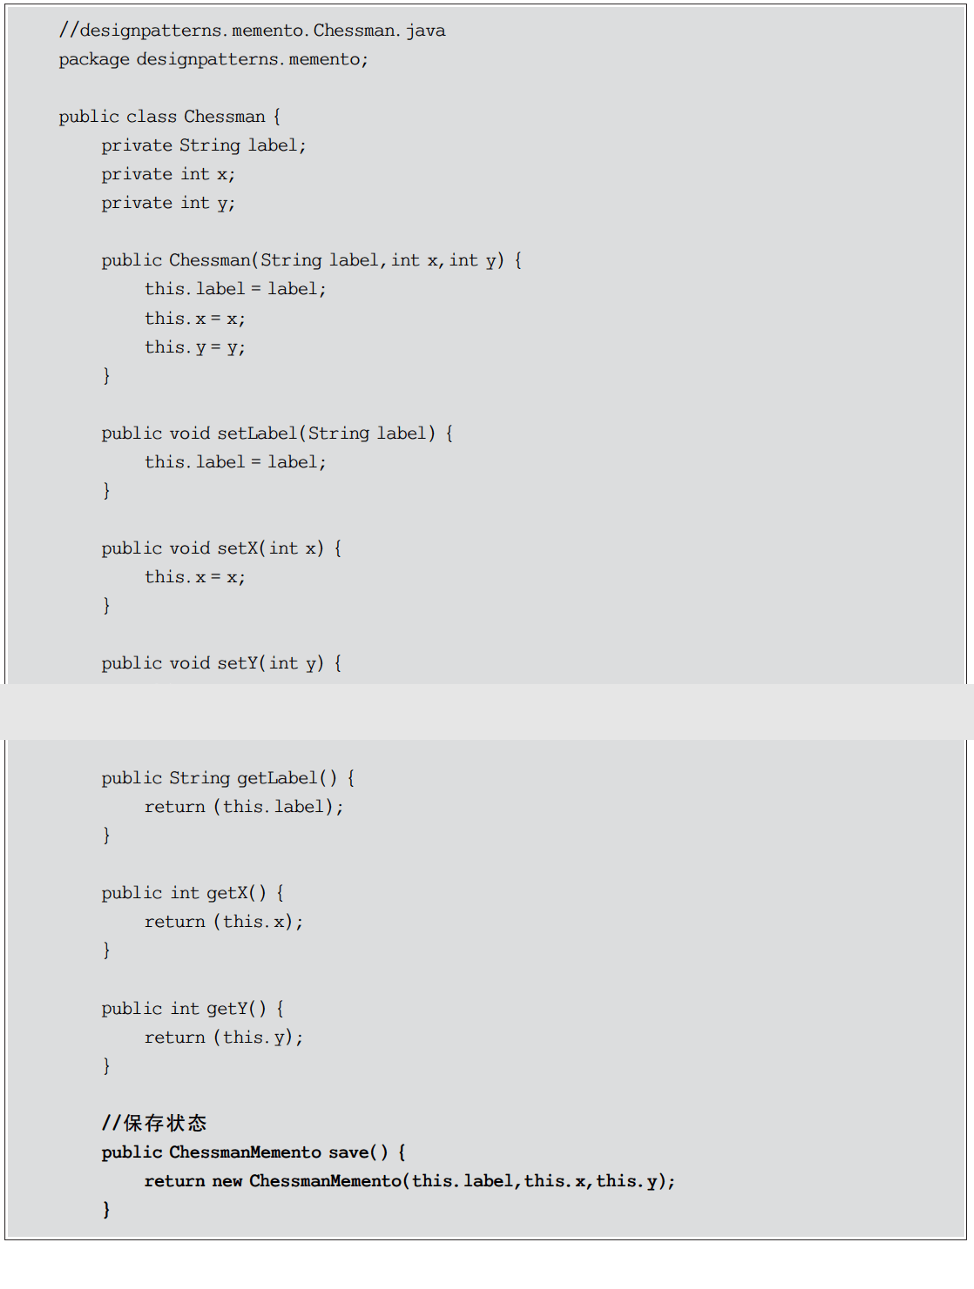 //designpatterns.memento.Chessman.java
package designpatterns.memento;
public class Chessman {
private String label;
private int x;
private int y;
public Chessman(String label,int x,int y) {
this.label = label;
this.x = x;
this.y = y;
}
public void setLabel(String label) {
this.label = label;
}
public void setX(int x) {
this.x = x;
}
public void setY(int y) {
public String getLabel() {
return (this.label);
}
public int getX() {
return (this.x);
}
public int getY() {
return (this.y);
}
//保存状态
public ChessmanMemento save() {
return new ChessmanMemento(this.label,this.x,this.y);
}